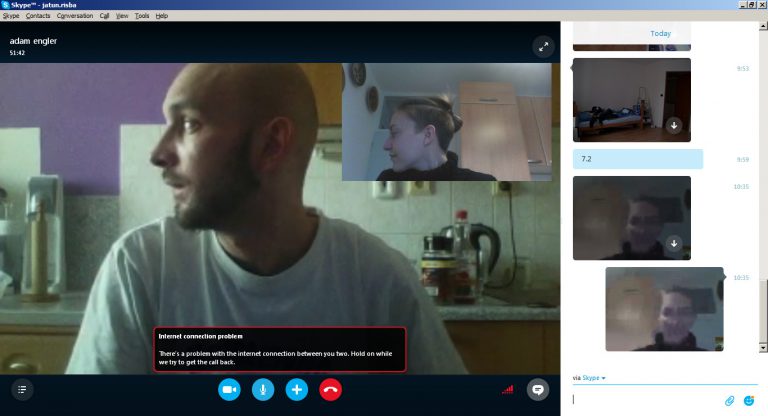 Skype™ - jatun.risba
Skype Contacts Conversation Call View Tools Help
adam engler
51:42
Internet connection problem
There's a problem with the internet connection between you two. Hold on while
we try to get the call back.
Today
9:53
7.2
9:59
10:35
10:35
via Skype